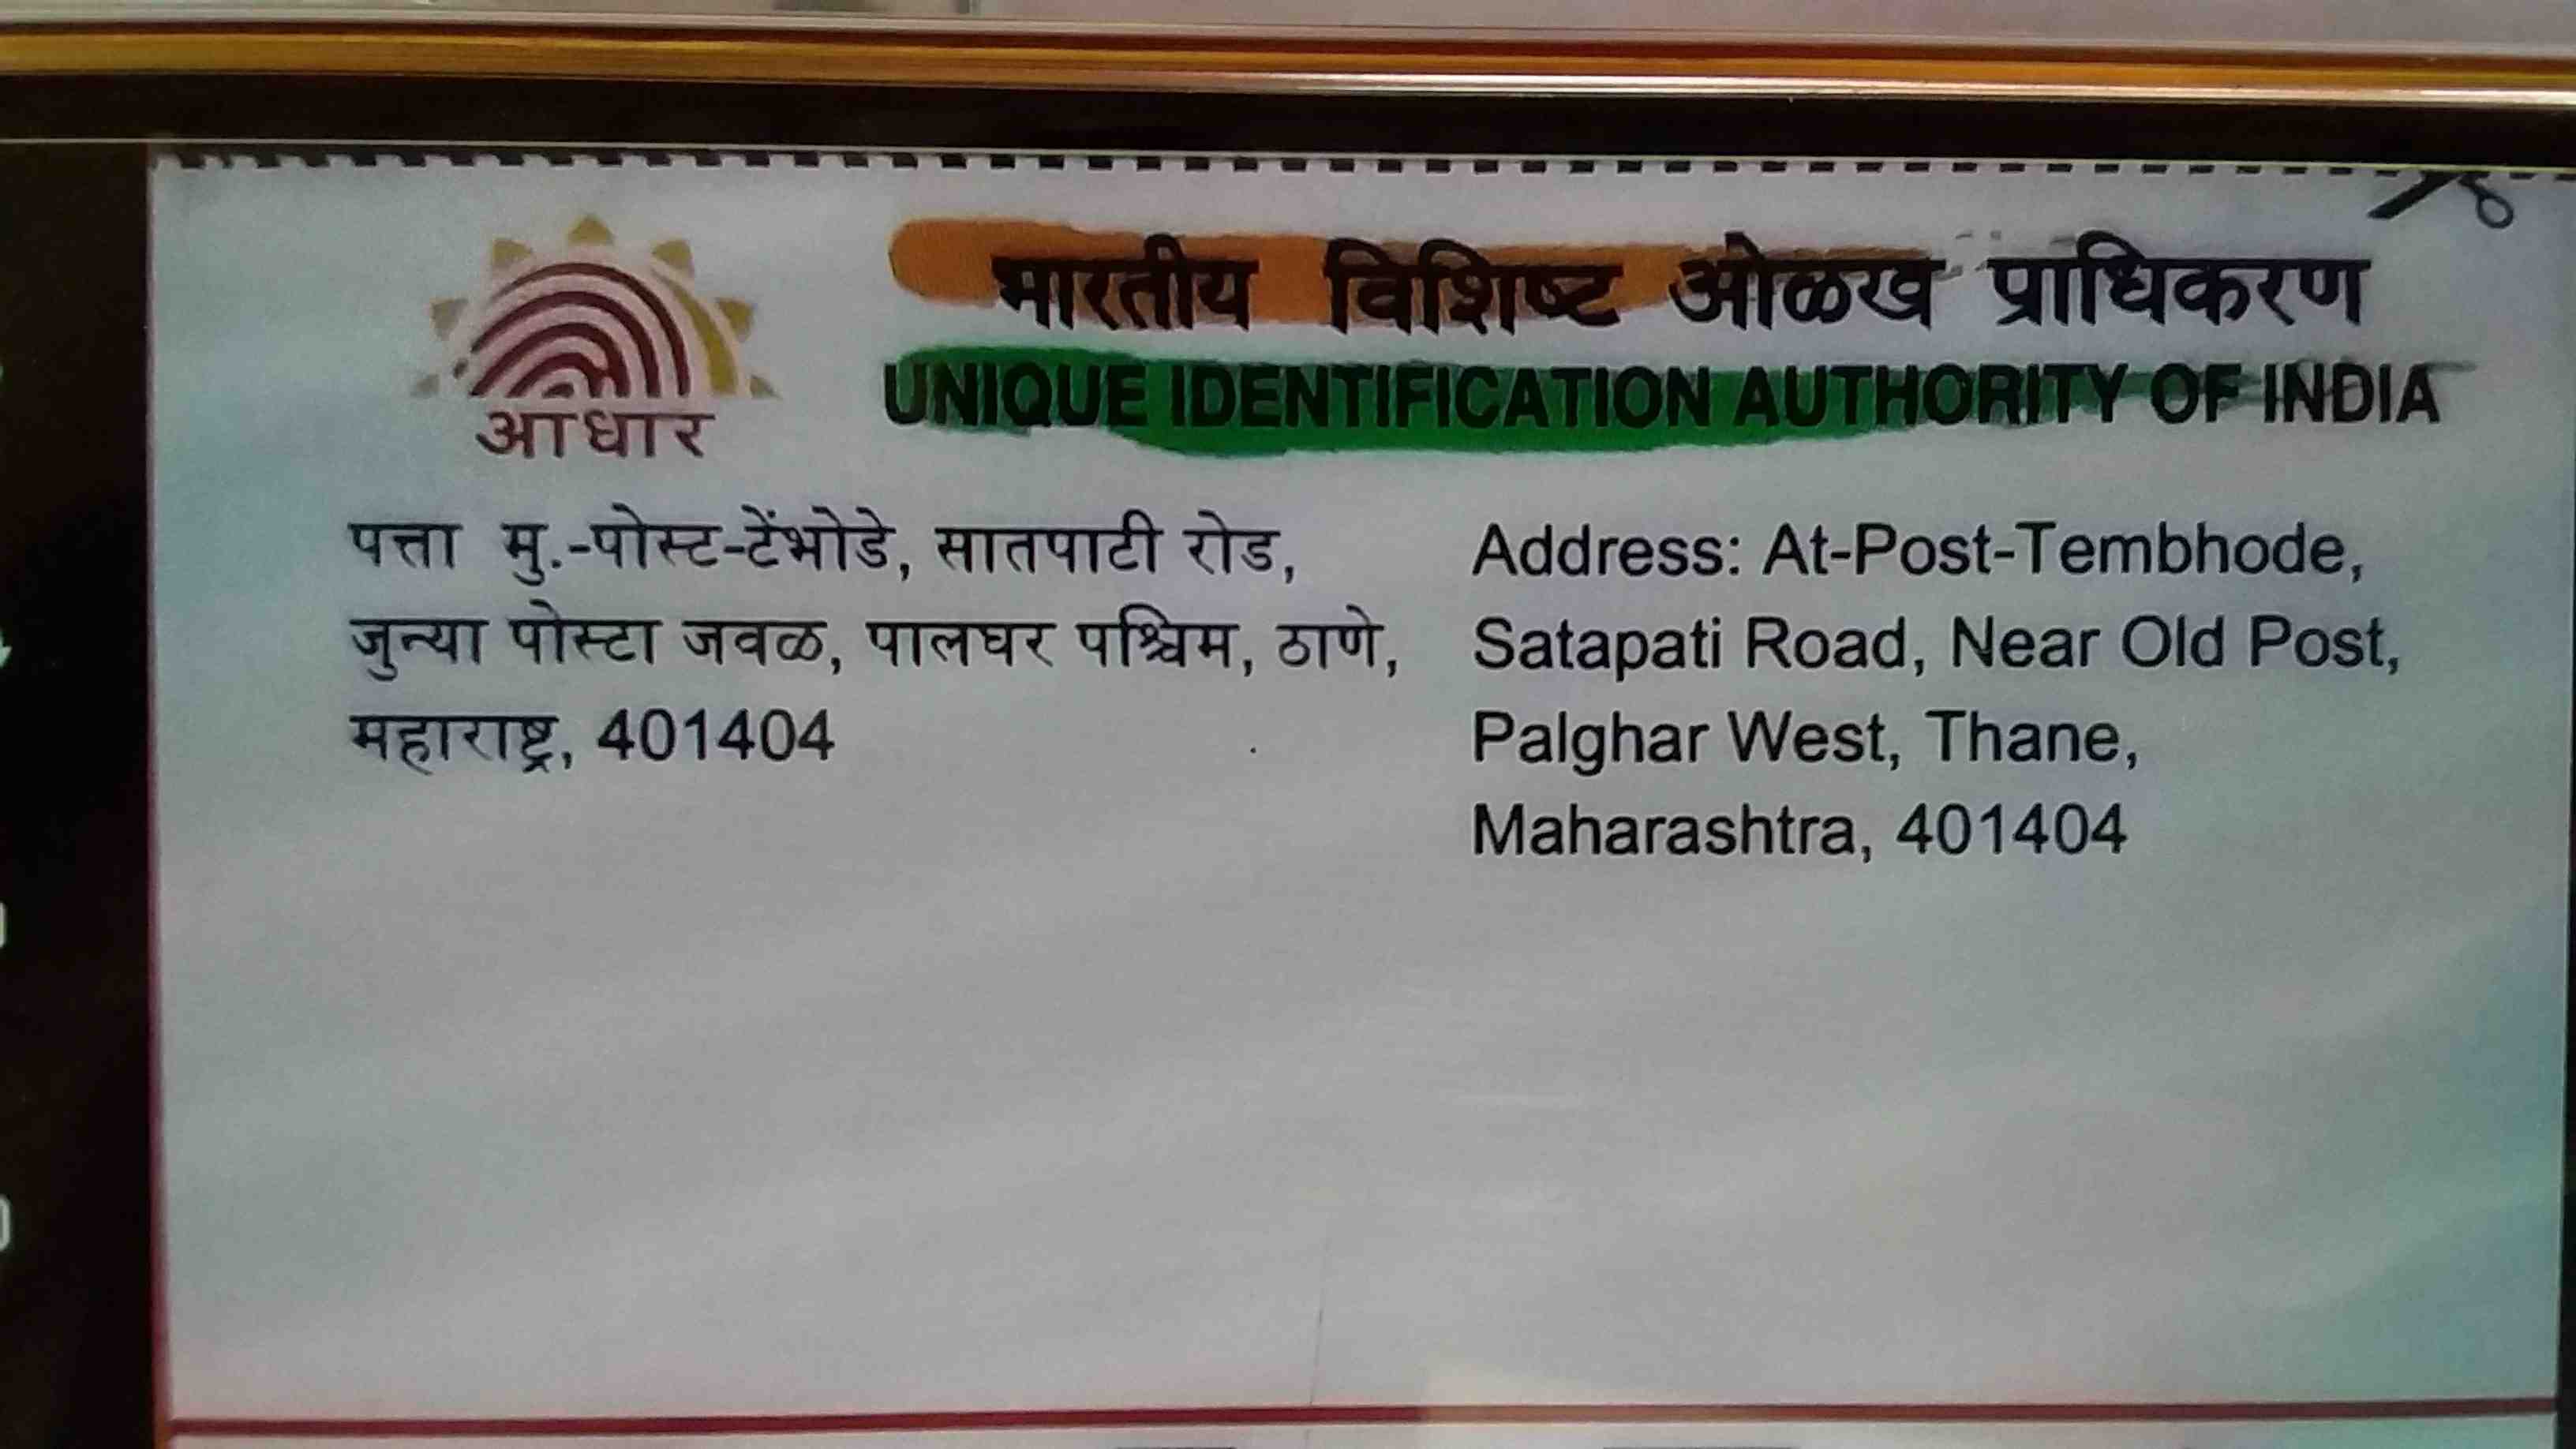 भारतीय विशिष्ट ओळख प्राधिकरण
UNIQUE IDENTIFICATION AUTHORITY OF INDIA
आधार
पत्ता मु.-पोस्ट-टेंभोडे, सातपाटी रोड,
जुन्या पोस्टा जवळ, पालघर पश्चिम, ठाणे,
महाराष्ट्र, 401404
Address: At-Post-Tembhode,
Satapati Road, Near Old Post,
Palghar West, Thane,
Maharashtra, 401404